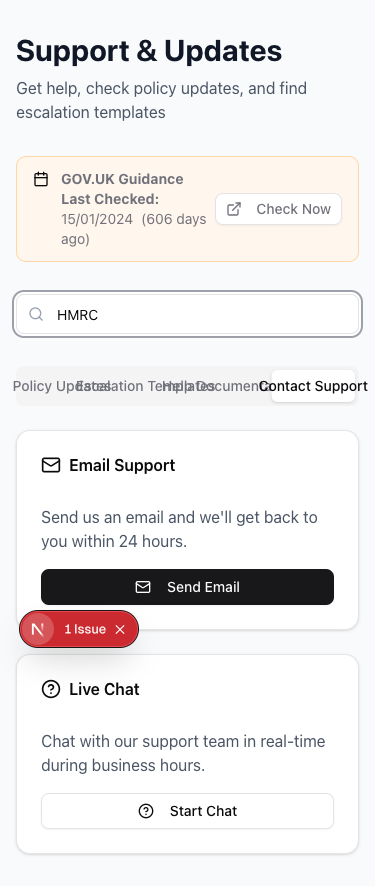 Support & Updates
Get help, check policy updates, and find
escalation templates
GOV.UK Guidance
Last Checked:
15/01/2024 (606 days
ago)
Check Now
HMRC
Policy Updates
Escalation Templates
Help Documents
Contact Support
Email Support
Send us an email and we'll get back to
you within 24 hours.
Send Email
N
1 Issue
Live Chat
Chat with our support team in real-time
during business hours.
Start Chat